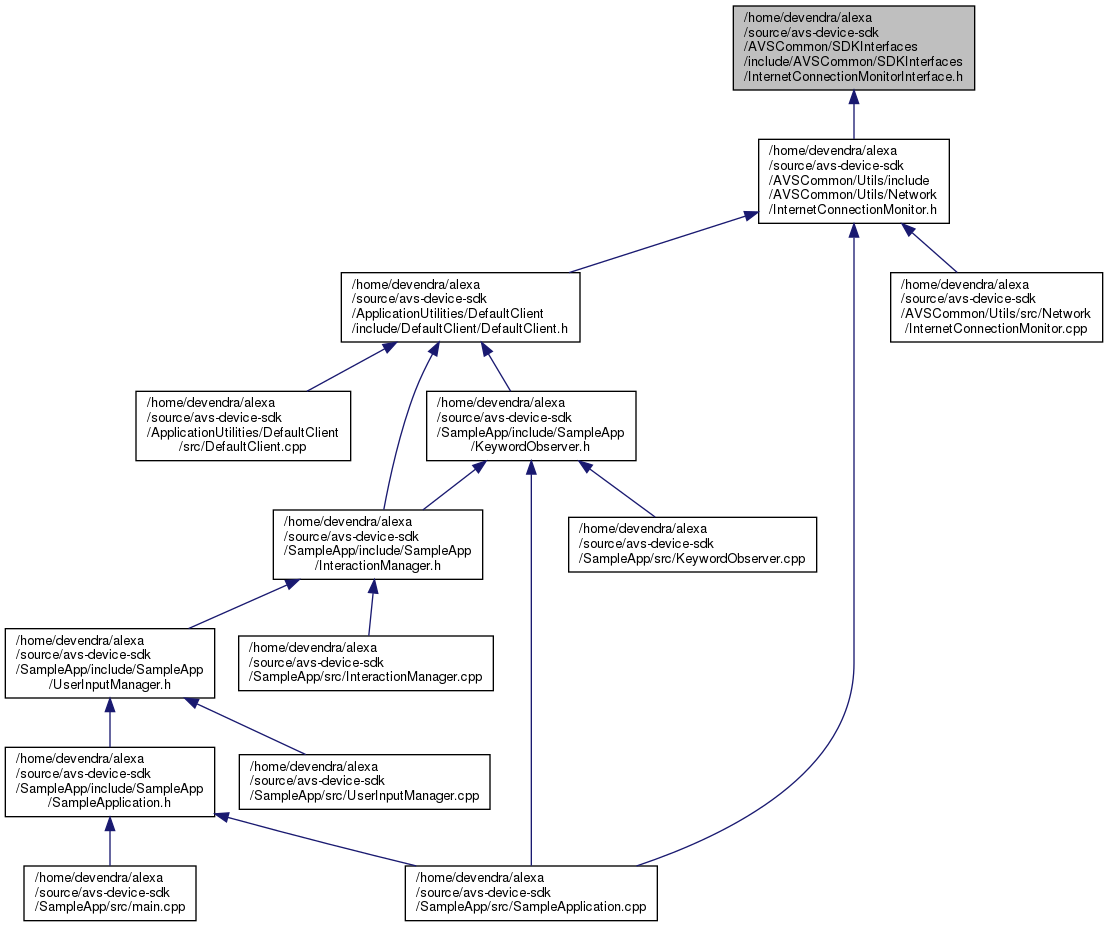 /home/devendra/alexa
/source/avs-device-sdk
/AVSCommon/SDKInterfaces
/include/AVSCommon/SDKInterfaces
/InternetConnectionMonitorInterface.h
/home/devendra/alexa
/source/avs-device-sdk
/AVSCommon/Utils/include
/AVSCommon/Utils/Network
/InternetConnectionMonitor.h
/home/devendra/alexa
/source/avs-device-sdk
/ApplicationUtilities/DefaultClient
/include/DefaultClient/DefaultClient.h
/home/devendra/alexa
/source/avs-device-sdk
/AVSCommon/Utils/src/Network
/InternetConnectionMonitor.cpp
/home/devendra/alexa
/source/avs-device-sdk
/ApplicationUtilities/DefaultClient
/src/DefaultClient.cpp
/home/devendra/alexa
/source/avs-device-sdk
/SampleApp/include/SampleApp
/KeywordObserver.h
/home/devendra/alexa
/source/avs-device-sdk
/SampleApp/include/SampleApp
/InteractionManager.h
/home/devendra/alexa
/source/avs-device-sdk
/SampleApp/src/KeywordObserver.cpp
/home/devendra/alexa
/source/avs-device-sdk
/SampleApp/include/SampleApp
/UserInputManager.h
/home/devendra/alexa
/source/avs-device-sdk
/SampleApp/src/InteractionManager.cpp
/home/devendra/alexa
/source/avs-device-sdk
/SampleApp/include/SampleApp
/SampleApplication.h
/home/devendra/alexa
/source/avs-device-sdk
/SampleApp/src/UserInputManager.cpp
/home/devendra/alexa
/source/avs-device-sdk
/SampleApp/src/main.cpp
/home/devendra/alexa
/source/avs-device-sdk
/SampleApp/src/SampleApplication.cpp